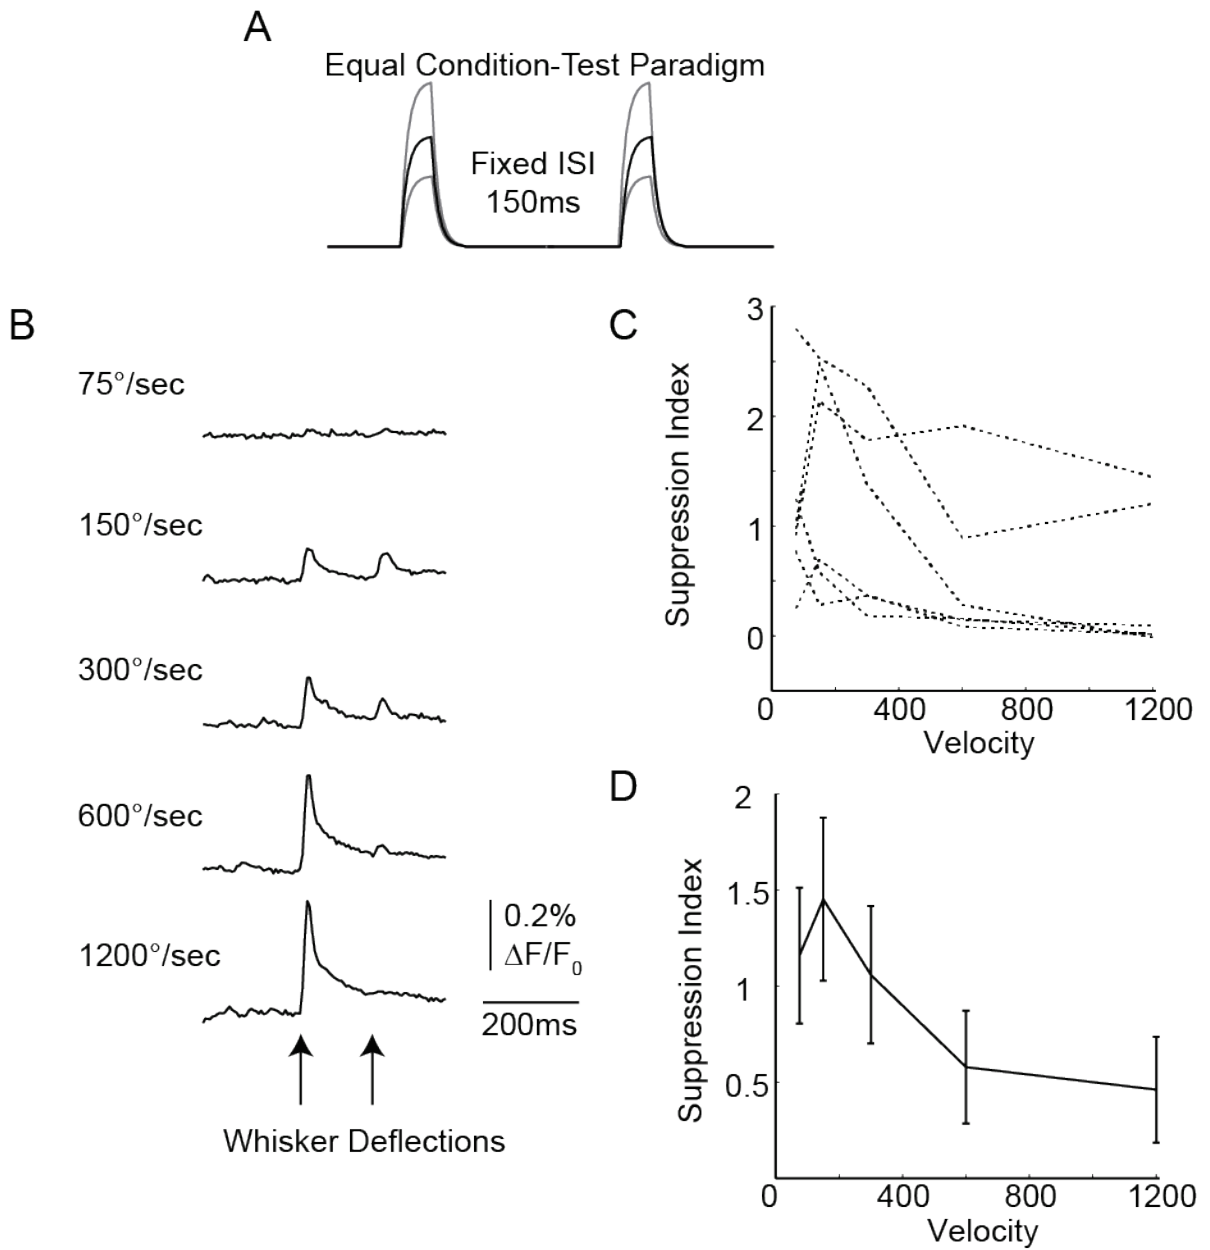 A
Equal Condition-Test Paradigm
Fixed ISI
150ms
B
75°/sec
150°/sec
300°/sec
600°/sec
1200°/sec
0.2%
ΔF/F0
200ms
Whisker Deflections
C
Suppression Index
3
2
1
0
0 400 800 1200
Velocity
D
Suppression Index
2
1.5
1
0.5
0 400 800 1200
Velocity